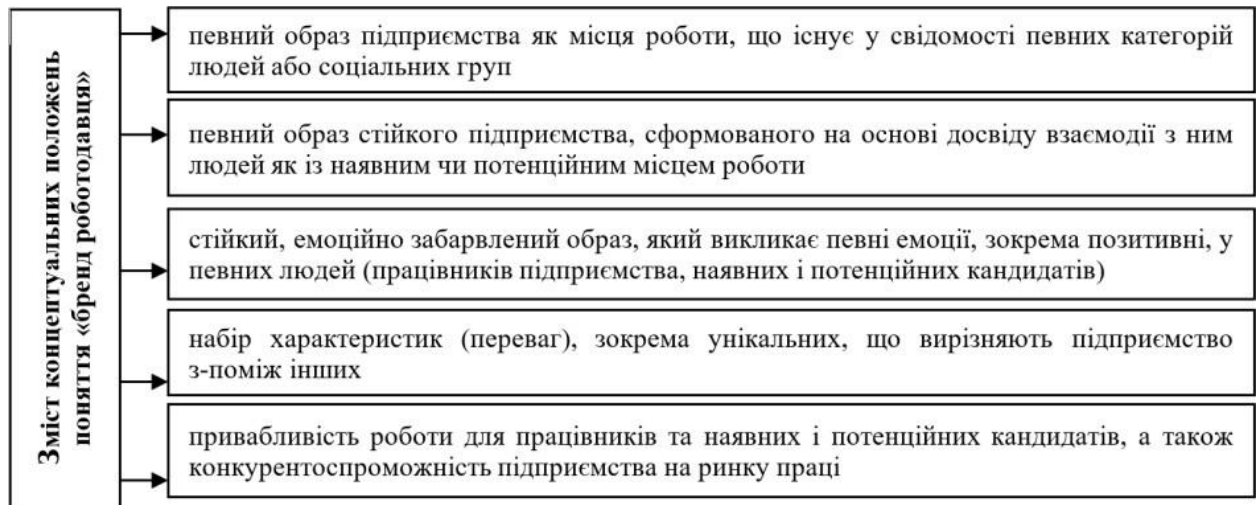 Зміст концептуальних положень
поняття «бренд роботодавця»
певний образ підприємства як місця роботи, що існує у свідомості певних категорій
людей або соціальних груп
певний образ стійкого підприємства, сформованого на основі досвіду взаємодії з ним
людей як із наявним чи потенційним місцем роботи
стійкий, емоційно забарвлений образ, який викликає певні емоції, зокрема позитивні, у
певних людей (працівників підприємства, наявних і потенційних кандидатів)
набір характеристик (переваг), зокрема унікальних, що вирізняють підприємство
з-поміж інших
привабливість роботи для працівників та наявних і потенційних кандидатів, а також
конкурентоспроможність підприємства на ринку праці